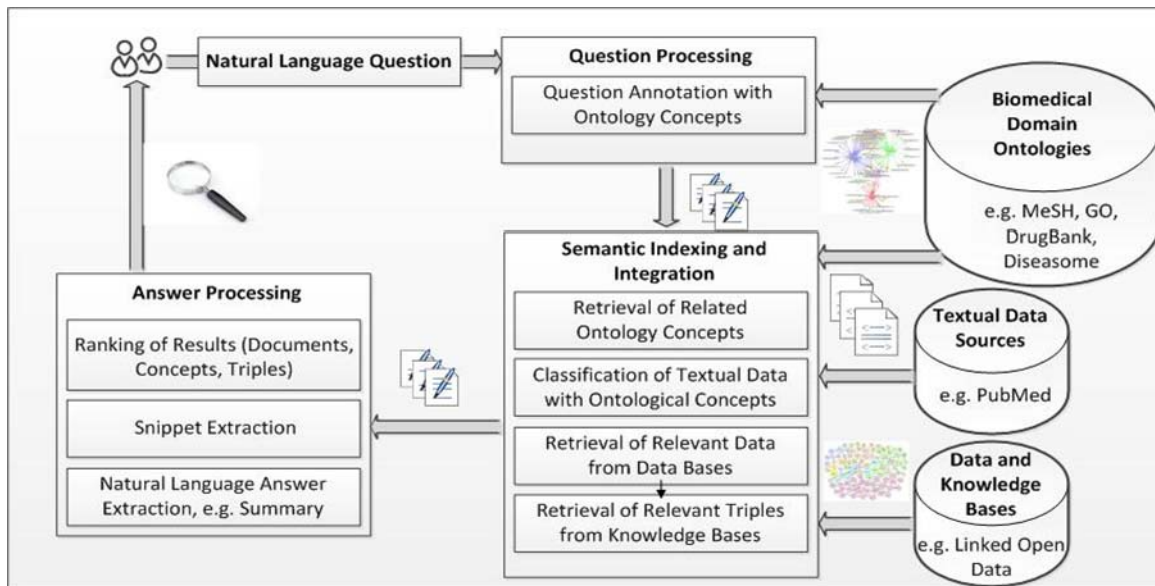 Natural Language Question
Question Processing
Question Annotation with
Ontology Concepts
Biomedical
Domain
Ontologies
e.g. MeSH, GO,
DrugBank,
Diseasome
Semantic Indexing and
Integration
Retrieval of Related
Ontology Concepts
Classification of Textual Data
with Ontological Concepts
Retrieval of Relevant Data
from Data Bases
Retrieval of Relevant Triples
from Knowledge Bases
Textual Data
Sources
e.g. PubMed
Data and
Knowledge
Bases
e.g. Linked Open
Data
Answer Processing
Ranking of Results (Documents,
Concepts, Triples)
Snippet Extraction
Natural Language Answer
Extraction, e.g. Summary